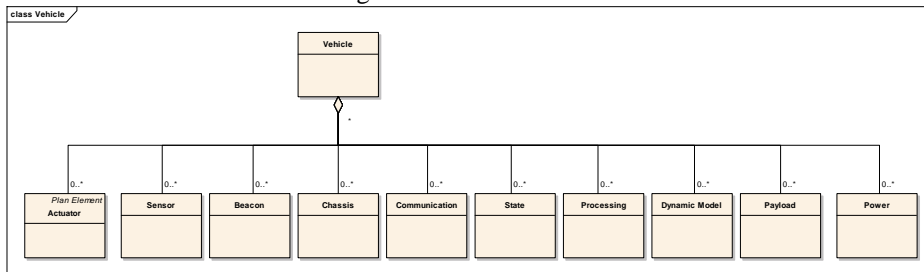 class Vehicle
Vehicle
*
0..* 0..* 0..* 0..* 0..* 0..* 0..* 0..* 0..* 0..*
Plan Element
Actuator Sensor Beacon Chassis Communication State Processing Dynamic Model Payload Power